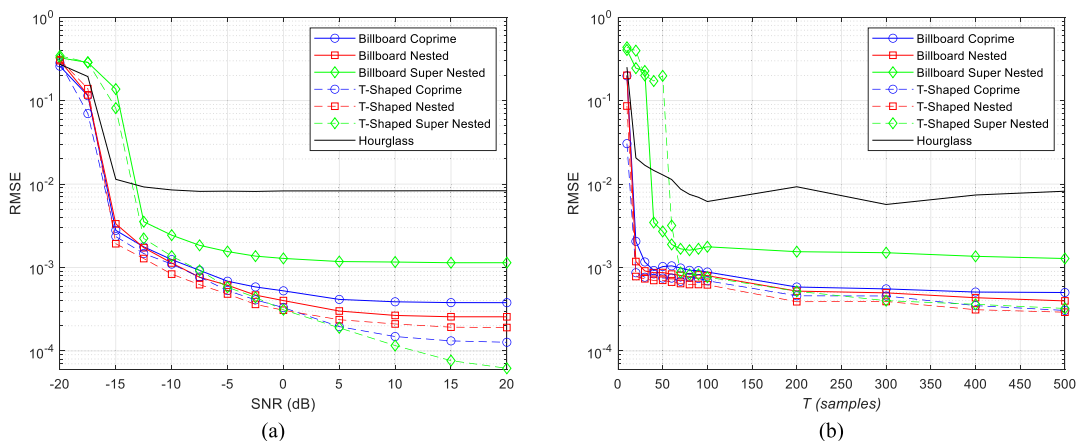 10^0
10^-1
10^-2
10^-3
10^-4
RMSE
-20 -15 -10 -5 0 5 10 15 20
SNR (dB)
Billboard Coprime
Billboard Nested
Billboard Super Nested
T-Shaped Coprime
T-Shaped Nested
T-Shaped Super Nested
Hourglass
(a)
10^0
10^-1
10^-2
10^-3
10^-4
RMSE
0 50 100 150 200 250 300 350 400 450 500
T (samples)
Billboard Coprime
Billboard Nested
Billboard Super Nested
T-Shaped Coprime
T-Shaped Nested
T-Shaped Super Nested
Hourglass
(b)